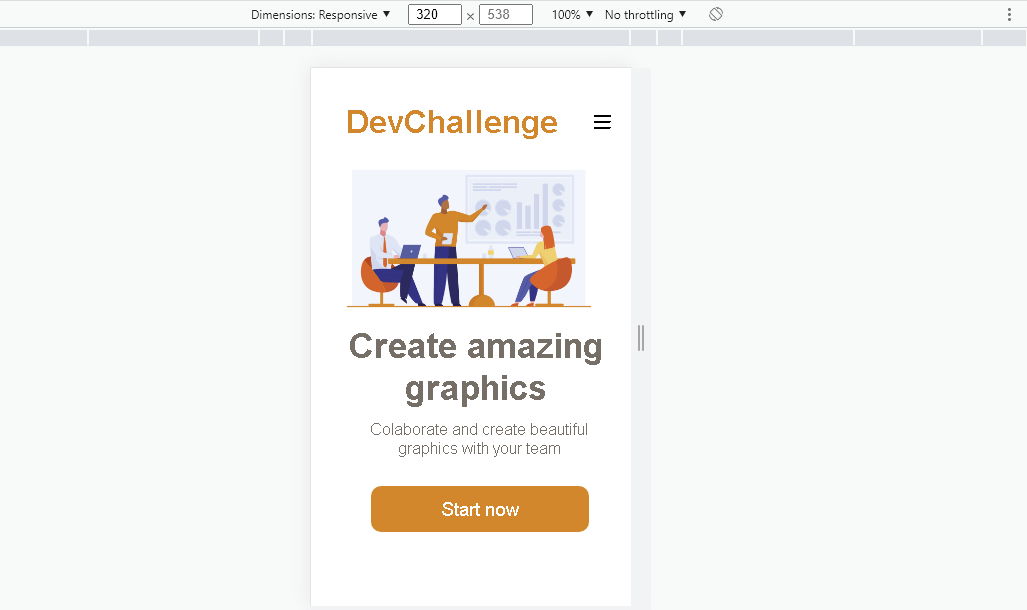 Dimensions: Responsive ▼ 320 × 538 100% ▼ No throttling ▼
DevChallenge
Create amazing
graphics
Colaborate and create beautiful
graphics with your team
Start now